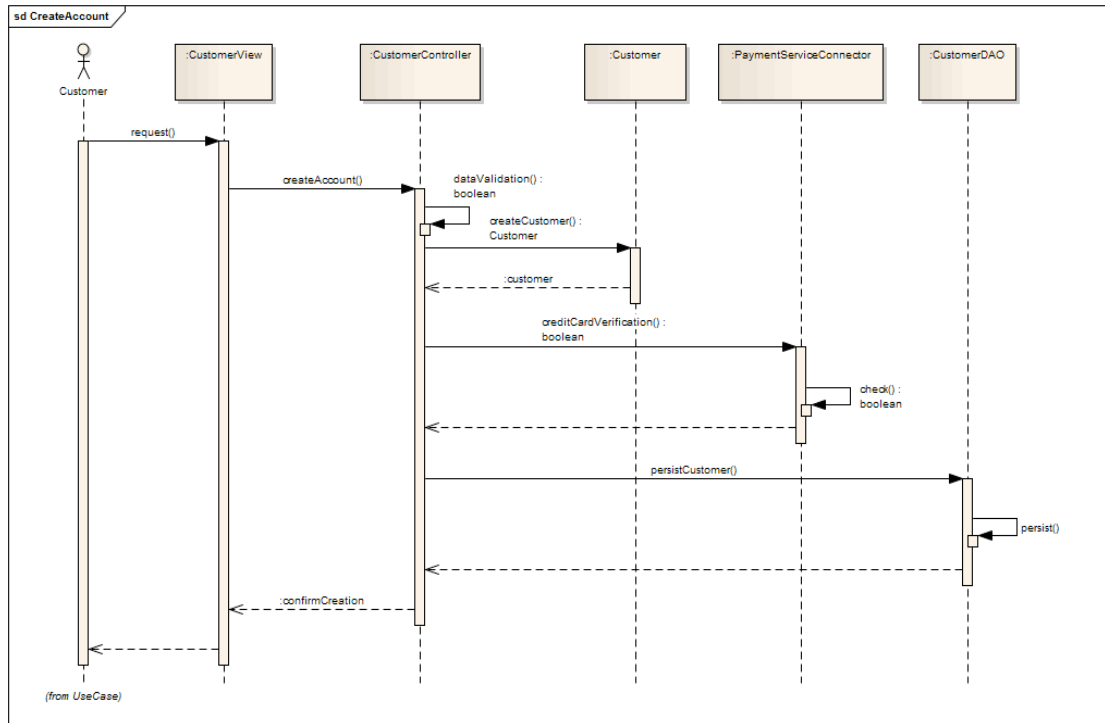 sd CreateAccount
:CustomerView
:CustomerController
:Customer
:PaymentServiceConnector
:CustomerDAO
Customer
request()
createAccount()
dataValidation() :
boolean
createCustomer() :
Customer
:customer
creditCardVerification() :
boolean
check() :
boolean
persistCustomer()
persist()
:confirmCreation
(from UseCase)